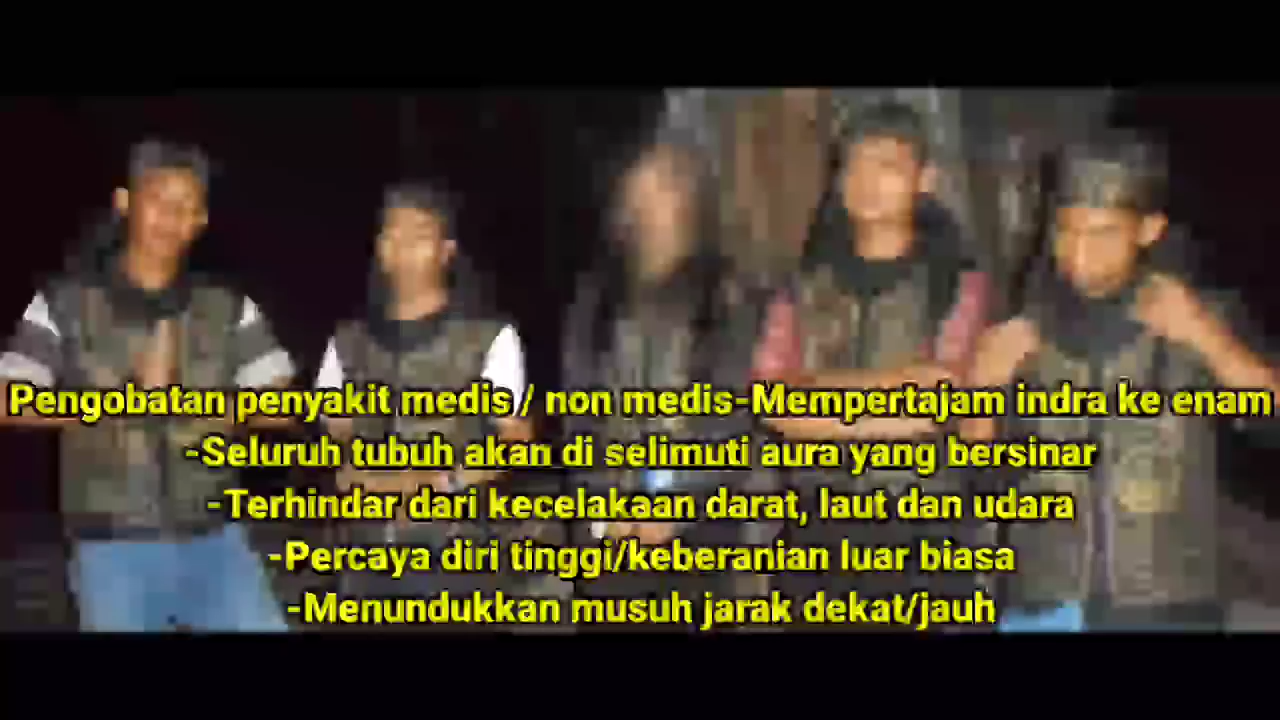 Pengobatan penyakit medis / non medis-Mempertajam indra ke enam
-Seluruh tubuh akan di selimuti aura yang bersinar
-Terhindar dari kecelakaan darat, laut dan udara
-Percaya diri tinggi/keberanian luar biasa
-Menundukkan musuh jarak dekat/jauh